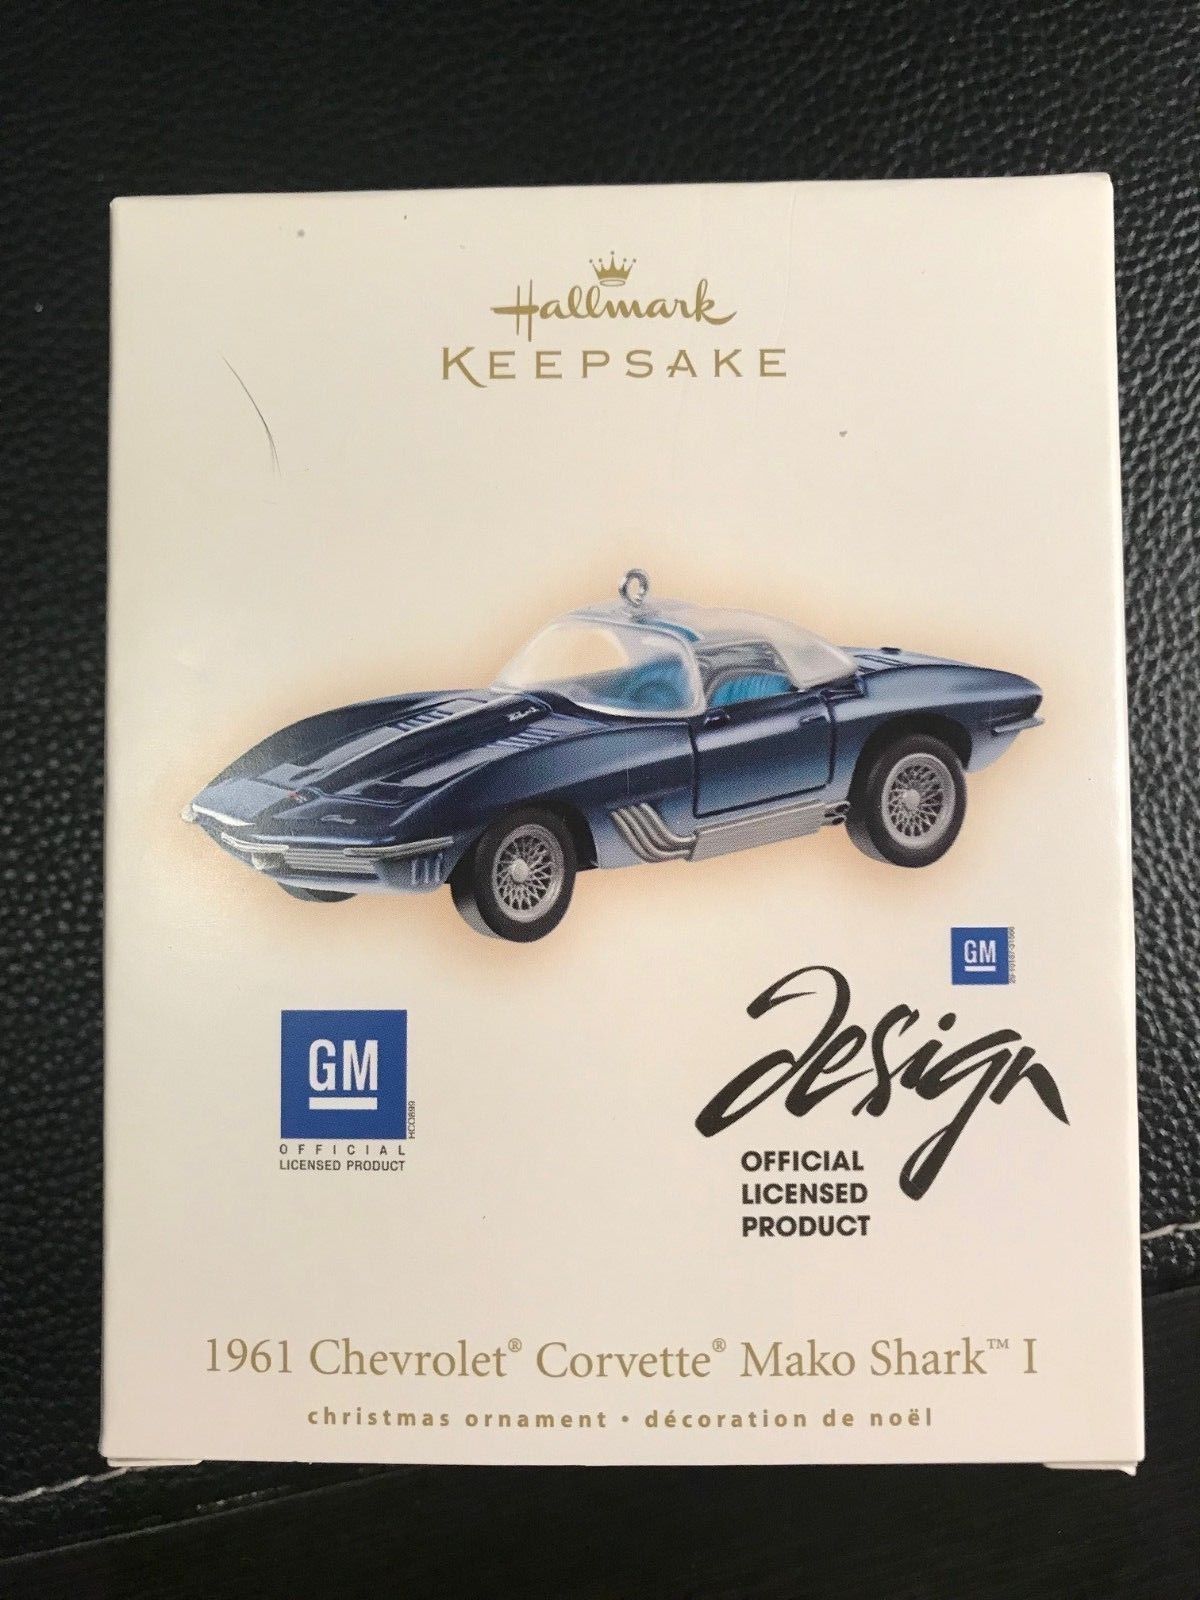 Hallmark
KEEPSAKE
GM
GM
HCO899
OFFICIAL
LICENSED PRODUCT
Design
OFFICIAL
LICENSED
PRODUCT
1961 Chevrolet® Corvette® Mako Shark™ I
christmas ornament • décoration de noël